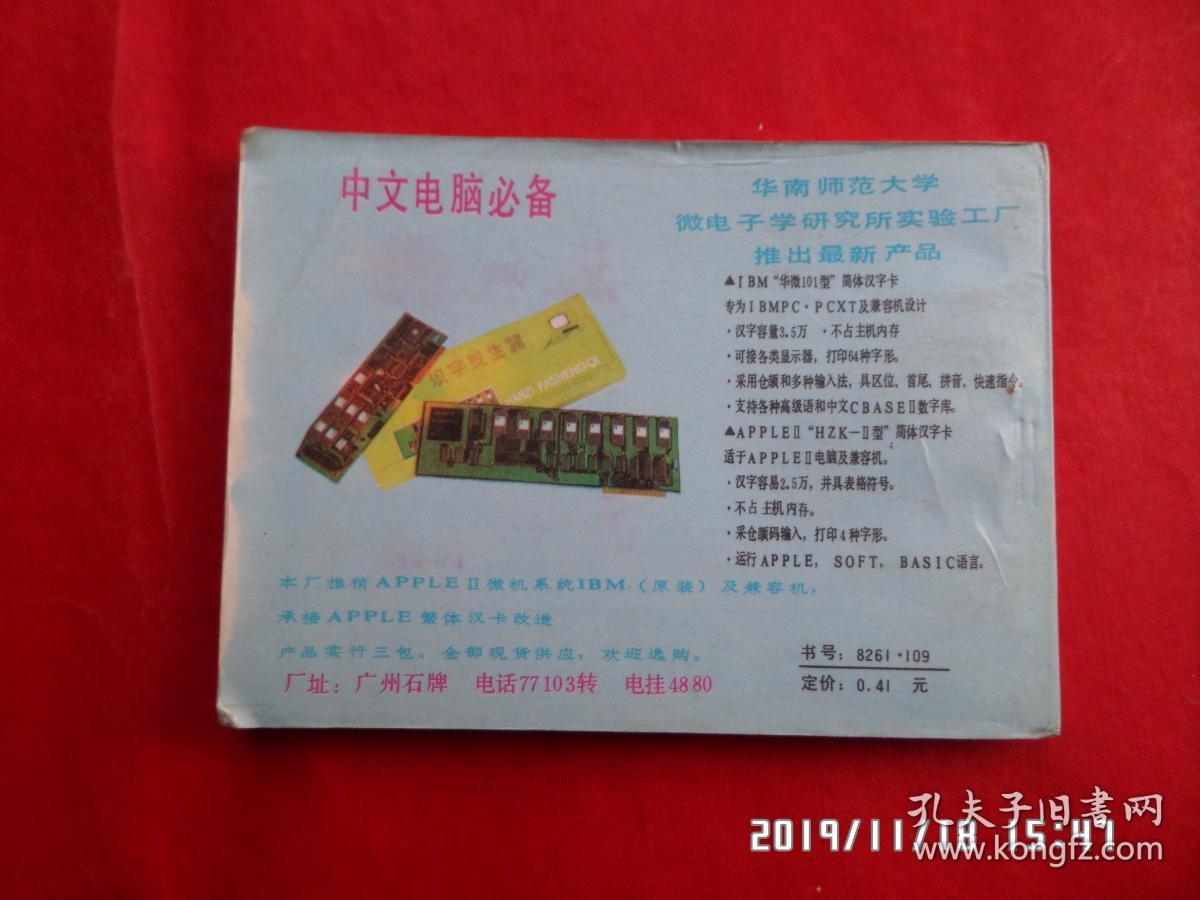 中文电脑必备
华南师范大学
微电子学研究所实验工厂
推出最新产品
▲IBM“华微101型”简体汉字卡
专为IBMPC·PCXT及兼容机设计
·汉字容量3.5万 ·不占主机内存
·可接各类显示器，打印64种字形。
·采用仓颉和多种输入法，具区位、首尾、拼音、快速指令。
·支持各种高级语和中文CBASEⅡ数字库。
▲APPLEⅡ“HZK—Ⅱ型”简体汉字卡
适于APPLEⅡ电脑及兼容机。
·汉字容易2.5万，并具表格符号。
·不占主机内存。
·采仓颉码输入，打印4种字形。
·运行APPLE， SOFT， BASIC语言。
汉字发生器
HANZI FASHENG·QI
本厂推稍APPLEⅡ微机系统IBM（原装）及兼容机，
承接APPLE繁体汉卡改造
产品实行三包。全部现货供应，欢迎选购。
厂址：广州石牌 电话77103转 电挂4880
书号：8261·109
定价：0.41 元
2019/11/18 15:41
孔夫子旧书网
www.kongfz.com